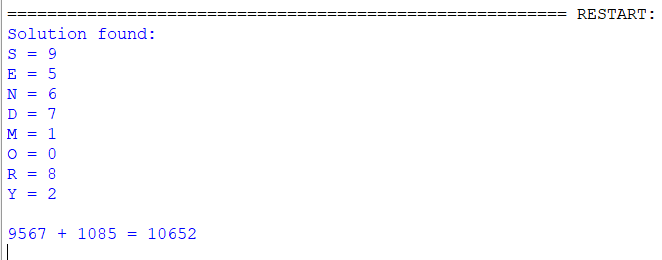 ======================================================== RESTART:
Solution found:
S = 9
E = 5
N = 6
D = 7
M = 1
O = 0
R = 8
Y = 2
9567 + 1085 = 10652